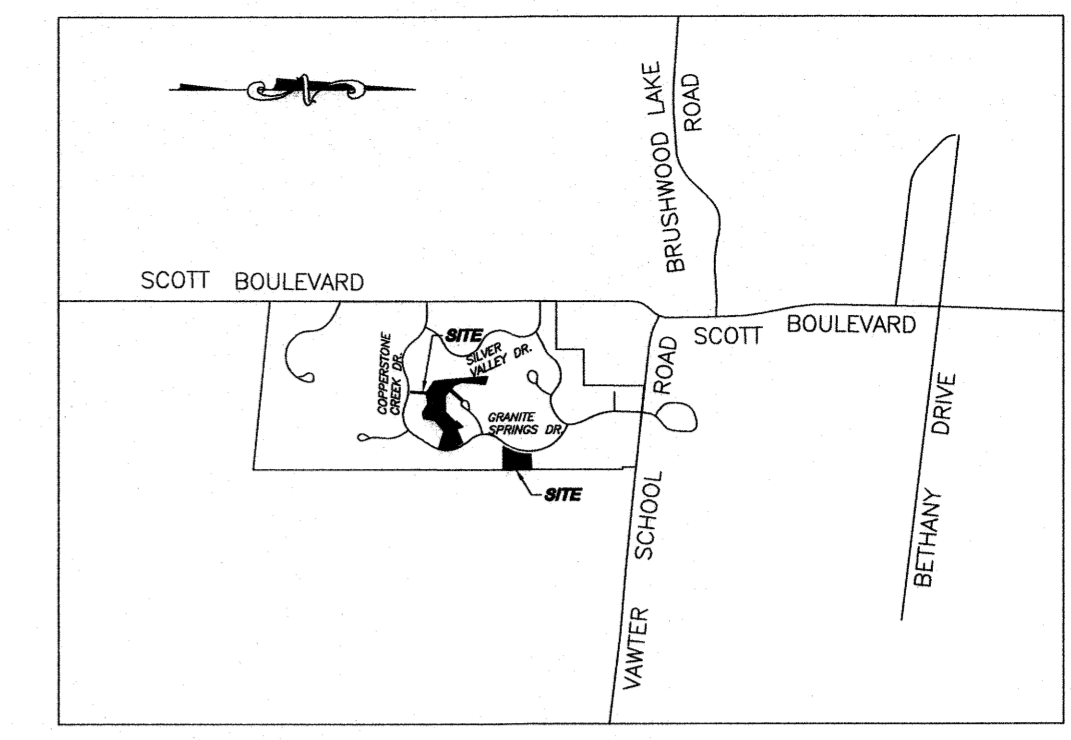 BRUSHWOOD LAKE
ROAD
SCOTT BOULEVARD
SCOTT BOULEVARD
COPPERSTONE
CREEK DR.
SITE
SILVER
VALLEY DR.
GRANITE
SPRINGS DR.
SITE
VAWTER SCHOOL ROAD
BETHANY DRIVE